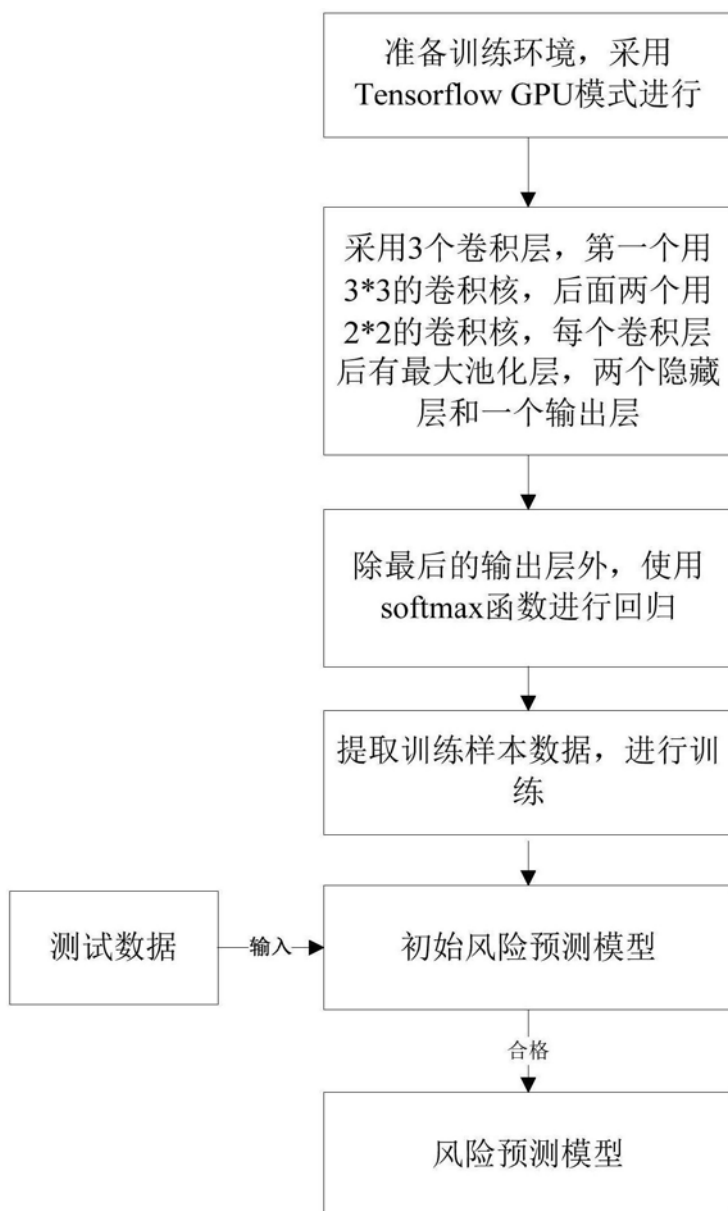 准备训练环境，采用
Tensorflow GPU模式进行
采用3个卷积层，第一个用
3*3的卷积核，后面两个用
2*2的卷积核，每个卷积层
后有最大池化层，两个隐藏
层和一个输出层
除最后的输出层外，使用
softmax函数进行回归
提取训练样本数据，进行训
练
测试数据
输入
初始风险预测模型
合格
风险预测模型